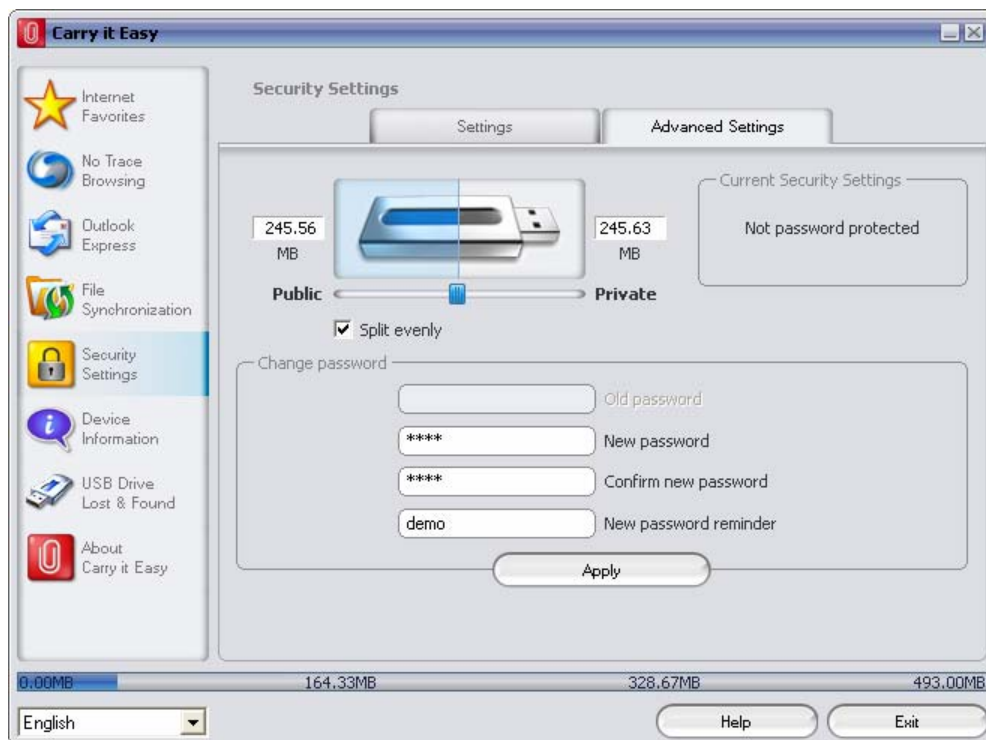 Carry it Easy
Internet
Favorites
No Trace
Browsing
Outlook
Express
File
Synchronization
Security
Settings
Device
Information
USB Drive
Lost & Found
About
Carry it Easy
Security Settings
Settings
Advanced Settings
245.56
MB
245.63
MB
Public
Private
Split evenly
Current Security Settings
Not password protected
Change password
Old password
**** New password
**** Confirm new password
demo New password reminder
Apply
0.00MB 164.33MB 328.67MB 493.00MB
English
Help
Exit